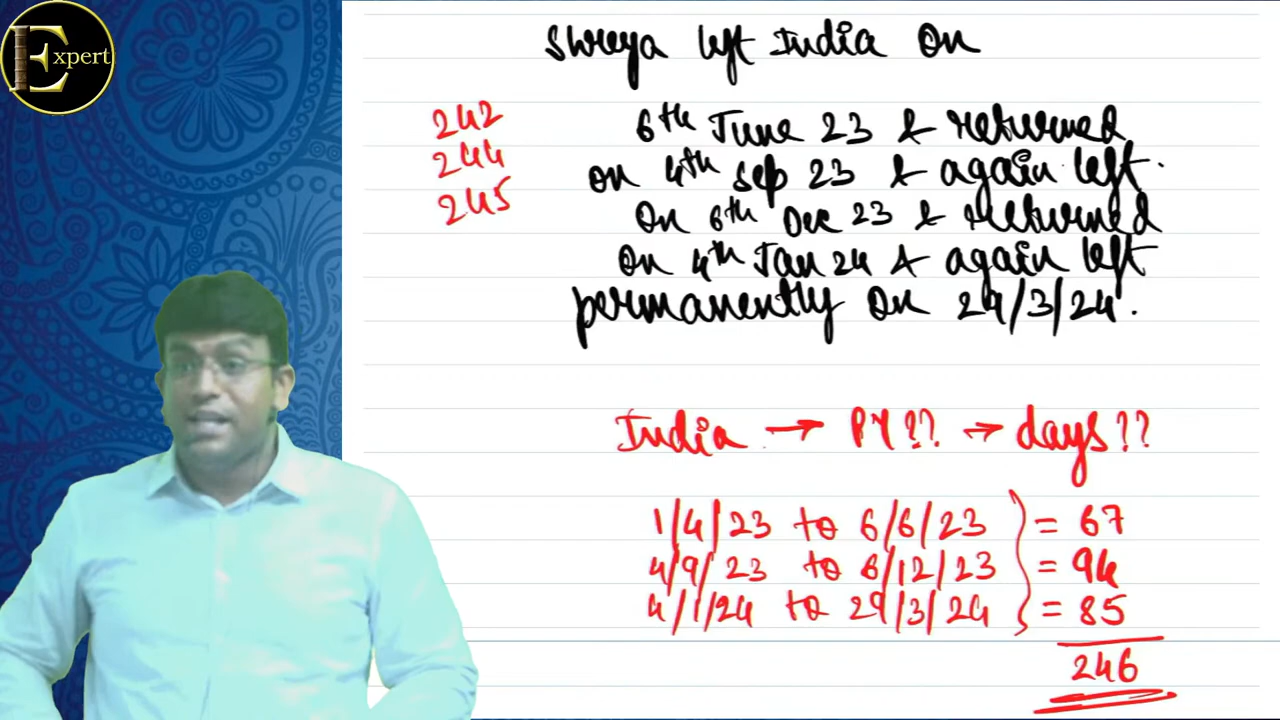 Expert
Shreya left India on
242
6th June 23 & returned
244
on 4th Sep 23 & again left.
245
on 6th Dec 23 & returned
on 4th Jan 24 & again left
permanently on 29/3/24.
India → PY ?? → days ??
1/4/23 to 6/6/23 } = 67
4/9/23 to 6/12/23 = 94
4/1/24 to 29/3/24 = 85
246